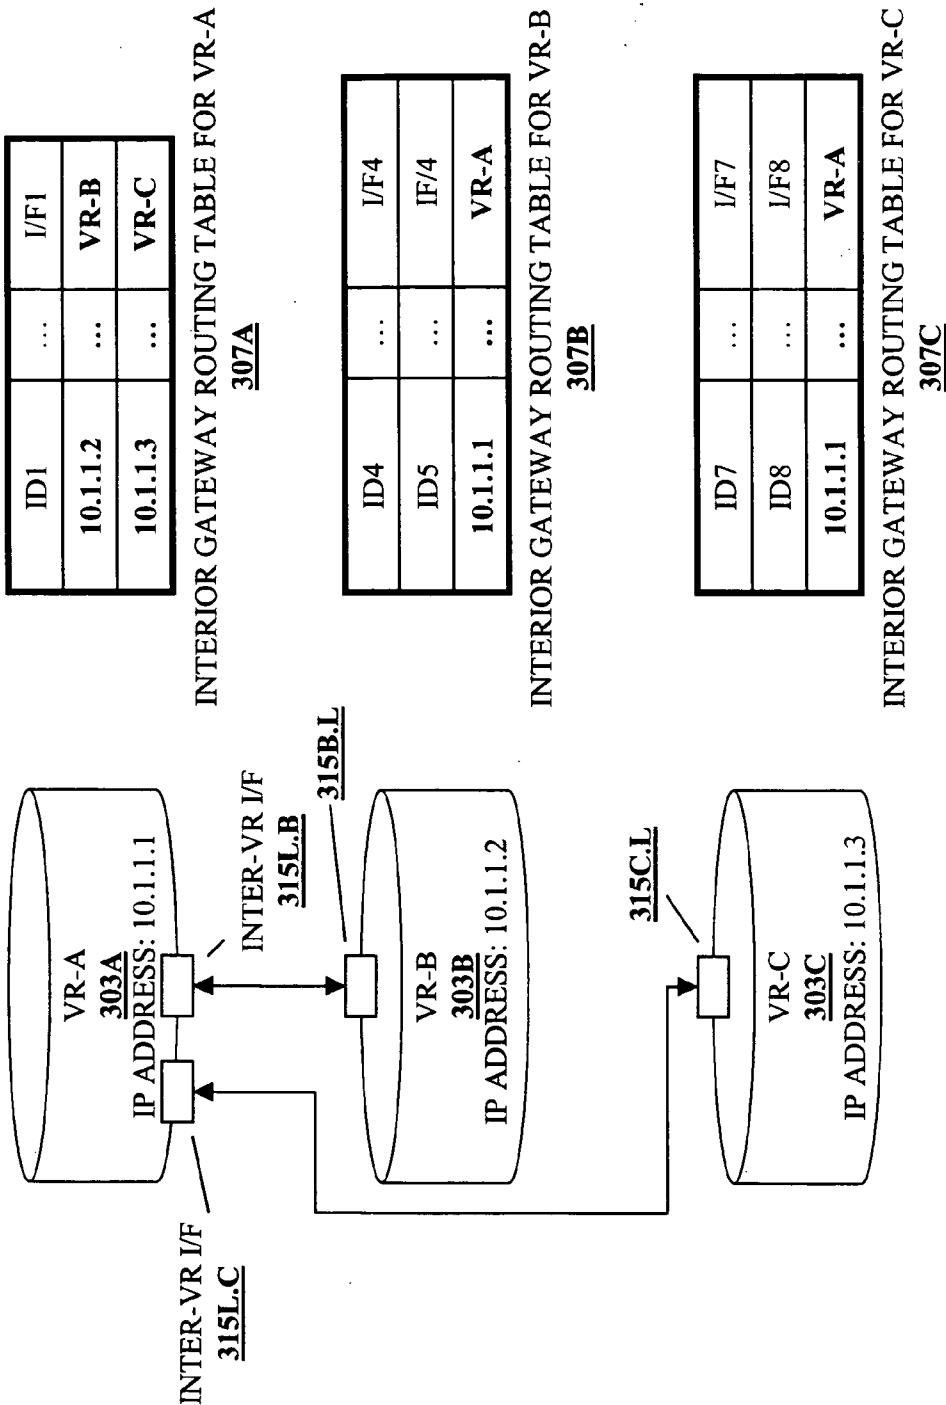 VR-A
303A
IP ADDRESS: 10.1.1.1
INTER-VR I/F
315L.C
INTER-VR I/F
315L.B
315B.L
VR-B
303B
IP ADDRESS: 10.1.1.2
315C.L
VR-C
303C
IP ADDRESS: 10.1.1.3
ID1 ... I/F1
10.1.1.2 ... VR-B
10.1.1.3 ... VR-C
INTERIOR GATEWAY ROUTING TABLE FOR VR-A
307A
ID4 ... I/F4
ID5 ... IF/4
10.1.1.1 ... VR-A
INTERIOR GATEWAY ROUTING TABLE FOR VR-B
307B
ID7 ... I/F7
ID8 ... I/F8
10.1.1.1 ... VR-A
INTERIOR GATEWAY ROUTING TABLE FOR VR-C
307C